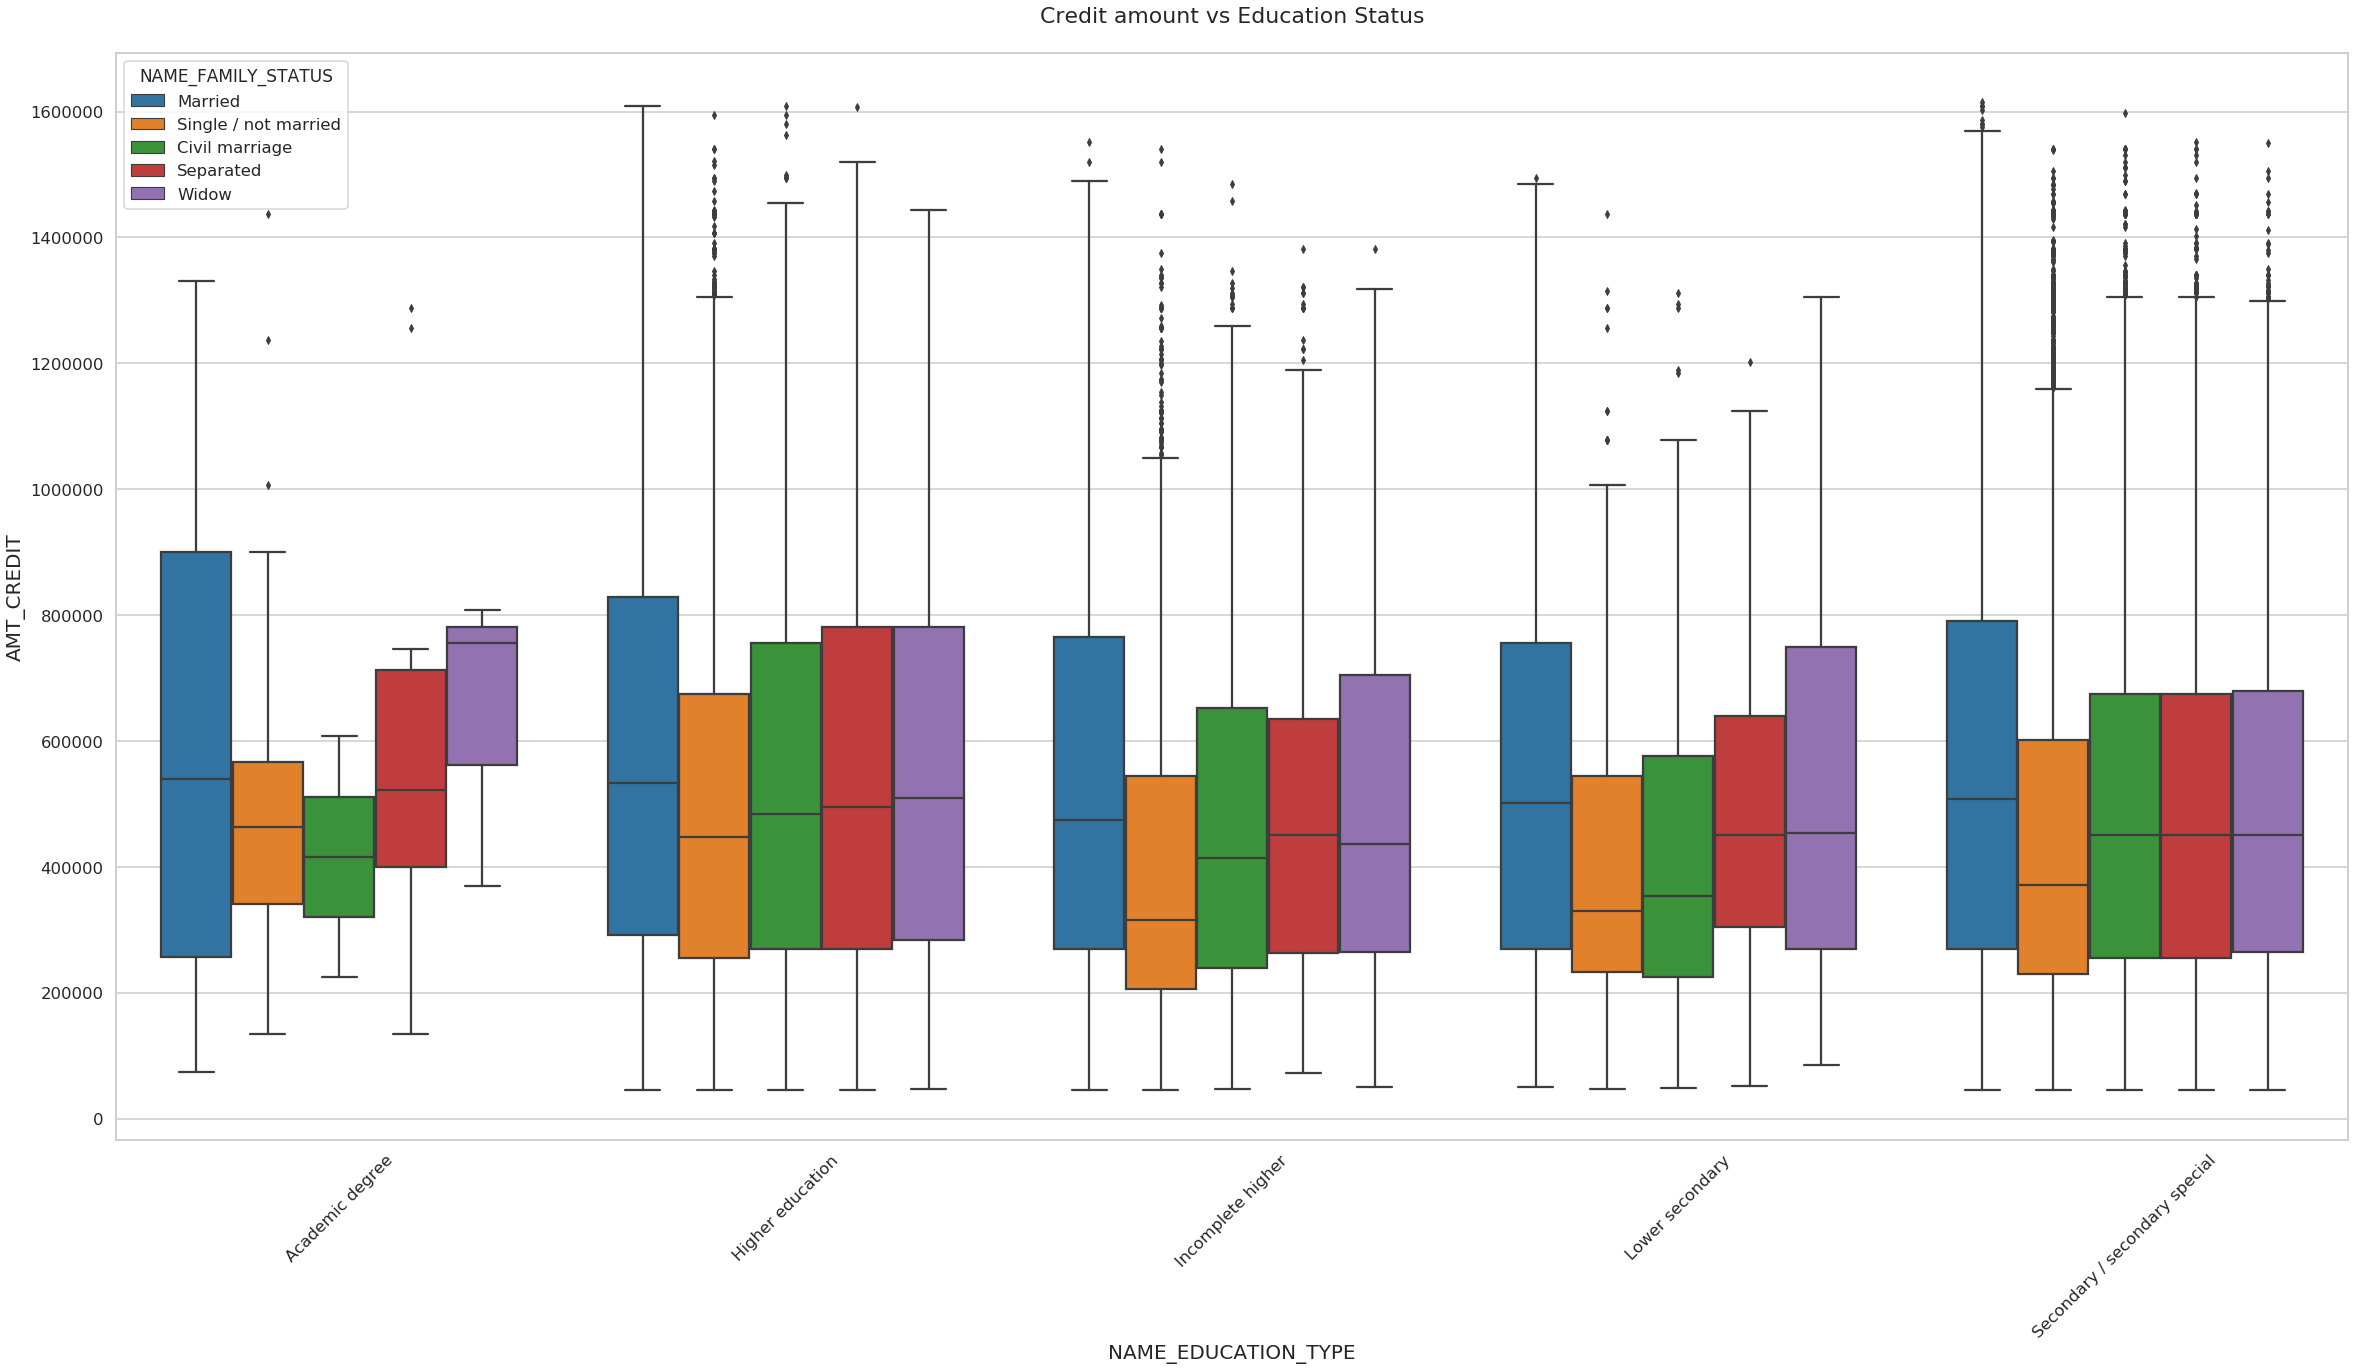 Credit amount vs Education Status
NAME_FAMILY_STATUS
Married
Single / not married
Civil marriage
Separated
Widow
1600000
1400000
1200000
1000000
800000
600000
400000
200000
0
AMT_CREDIT
Academic degree
Higher education
Incomplete higher
Lower secondary
Secondary / secondary special
NAME_EDUCATION_TYPE